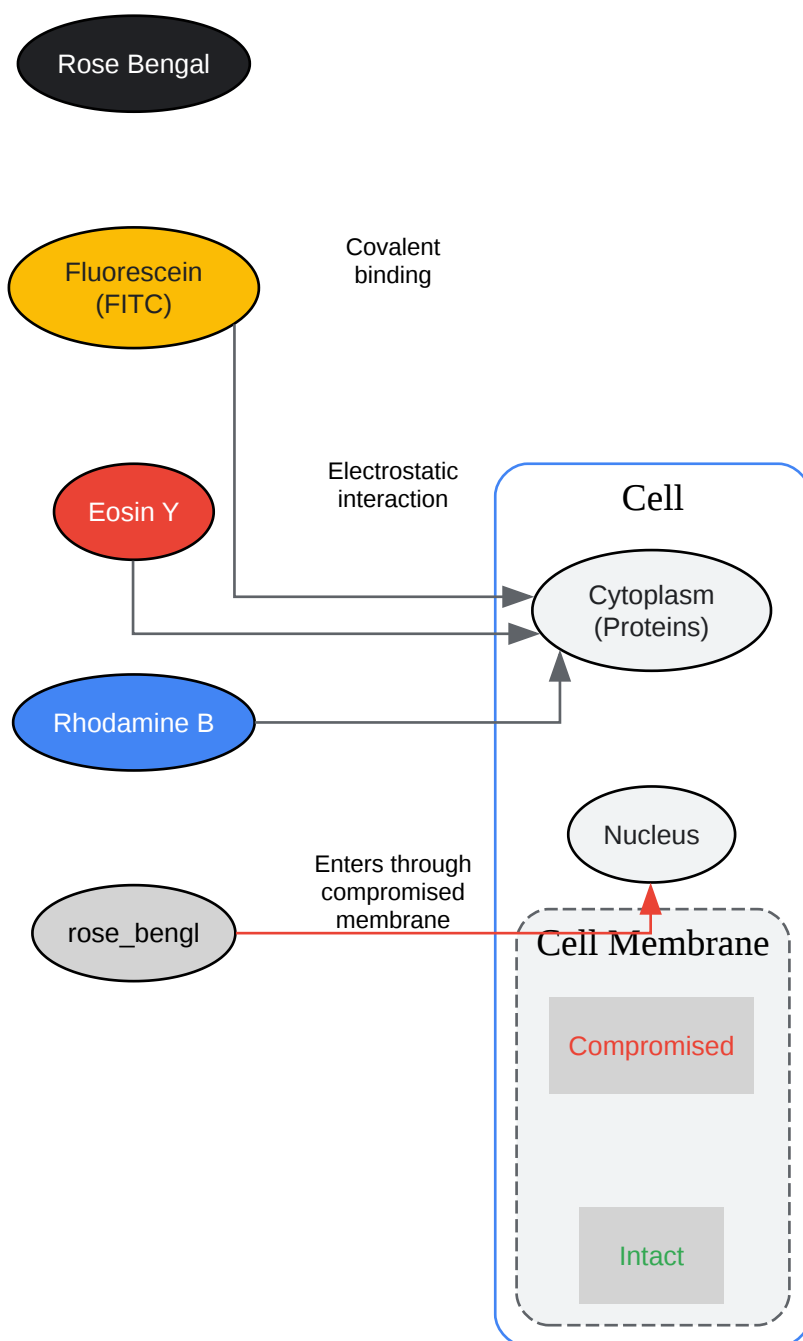 Rose Bengal
Fluorescein
(FITC)
Covalent
binding
Eosin Y
Electrostatic
interaction
Cell
Cytoplasm
(Proteins)
Rhodamine B
Nucleus
rose_bengl
Enters through
compromised
membrane
Cell Membrane
Compromised
Intact